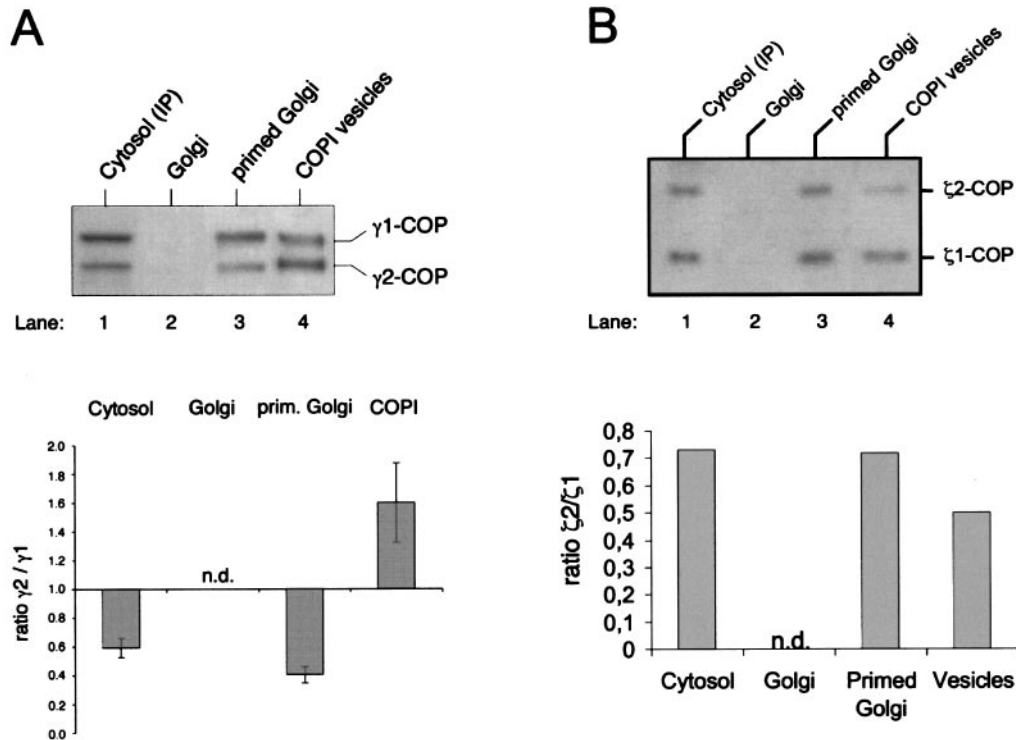 A
Cytosol (IP)
Golgi
primed Golgi
COPI vesicles
γ1-COP
γ2-COP
Lane: 1 2 3 4
Cytosol Golgi prim. Golgi COPI
ratio γ2 / γ1
2.0
1.8
1.6
1.4
1.2
1.0
0.8
0.6
0.4
0.2
0.0
n.d.
B
Cytosol (IP)
Golgi
primed Golgi
COPI vesicles
ζ2-COP
ζ1-COP
Lane: 1 2 3 4
ratio ζ2/ζ1
0,8
0,7
0,6
0,5
0,4
0,3
0,2
0,1
0
n.d.
Cytosol Golgi Primed Vesicles
Golgi